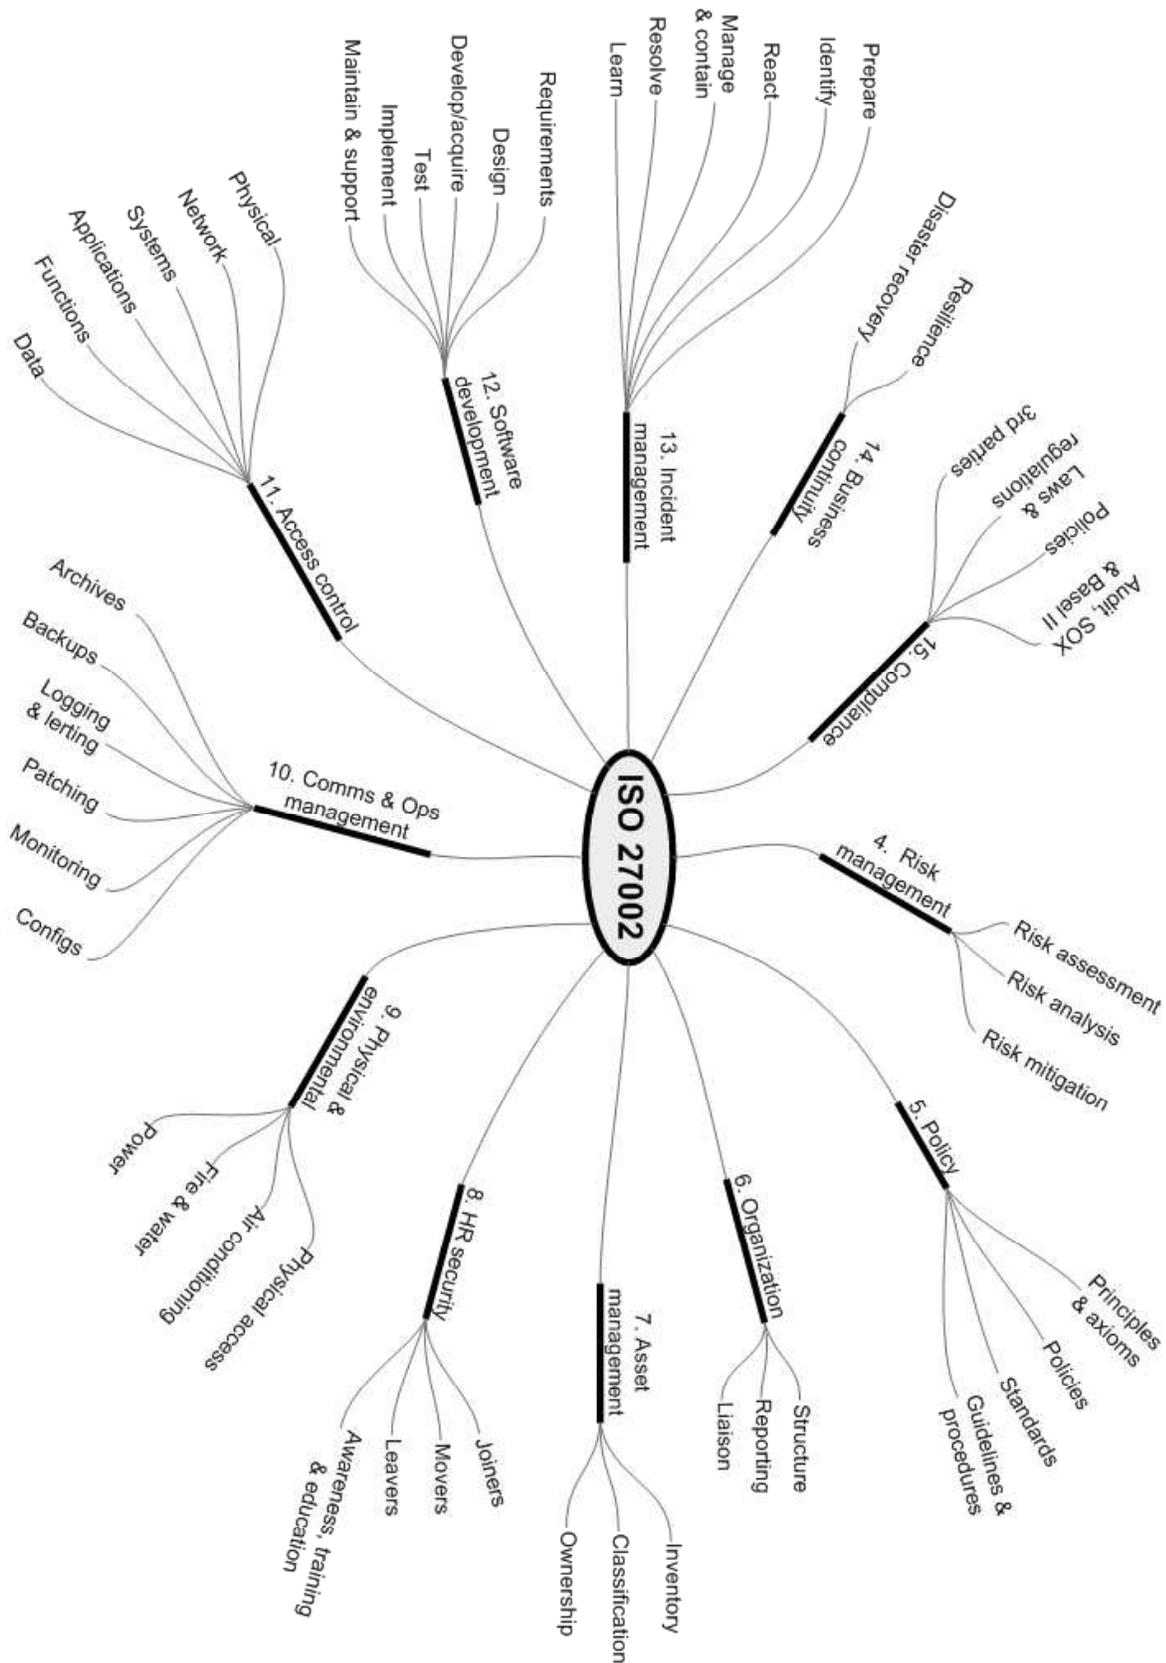 ISO 27002
4. Risk
management
Risk assessment
Risk analysis
Risk mitigation
5. Policy
Principles
& axioms
Policies
Standards
Guidelines &
procedures
6. Organization
Structure
Reporting
Liaison
7. Asset
management
Inventory
Classification
Ownership
8. HR security
Joiners
Movers
Leavers
Awareness, training
& education
9. Physical &
environmental
Physical access
Air conditioning
Fire & water
Power
10. Comms & Ops
management
Configs
Monitoring
Patching
Logging
& lerting
Backups
Archives
11. Access control
Data
Functions
Applications
Systems
Network
Physical
12. Software
development
Maintain & support
Implement
Test
Develop/acquire
Design
Requirements
13. Incident
management
Learn
Resolve
Manage
& contain
React
Identify
Prepare
14. Business
continuity
Disaster recovery
Resilience
15. Compliance
3rd parties
Laws &
regulations
Policies
Audit, SOX
& Basel II